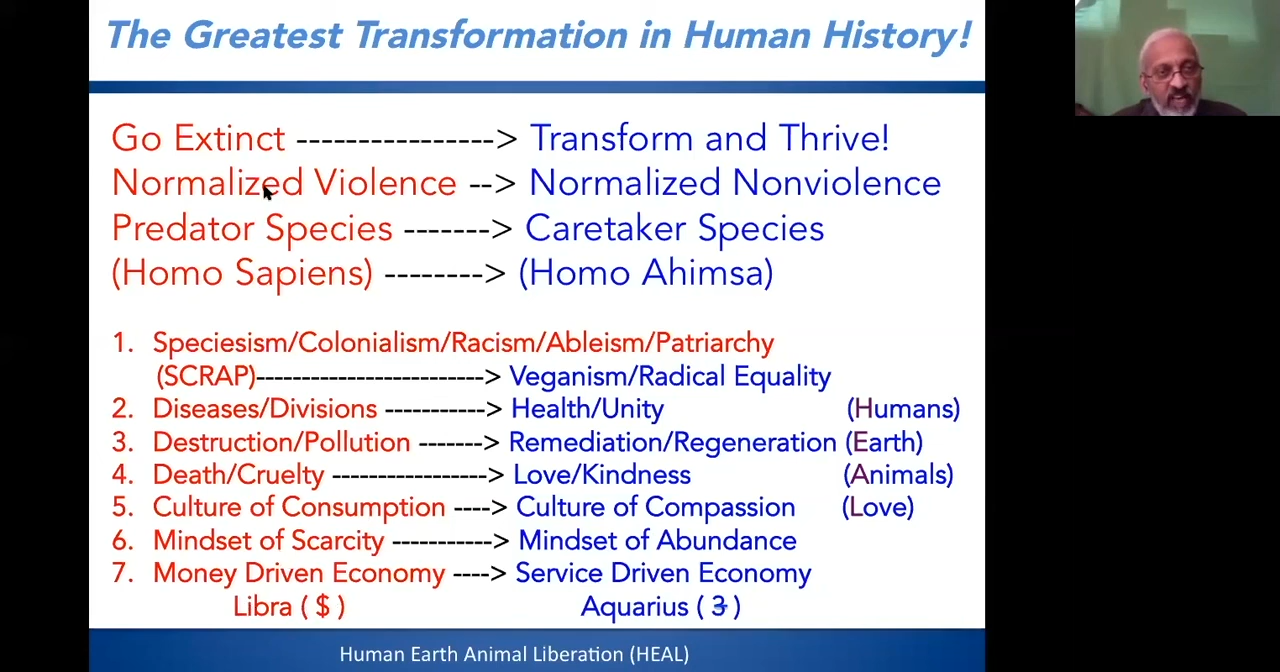 The Greatest Transformation in Human History!
Go Extinct ----------------> Transform and Thrive!
Normalized Violence --> Normalized Nonviolence
Predator Species -------> Caretaker Species
(Homo Sapiens) --------> (Homo Ahimsa)
1. Speciesism/Colonialism/Racism/Ableism/Patriarchy
(SCRAP)-------------------------> Veganism/Radical Equality
2. Diseases/Divisions -----------> Health/Unity (Humans)
3. Destruction/Pollution -------> Remediation/Regeneration (Earth)
4. Death/Cruelty -----------------> Love/Kindness (Animals)
5. Culture of Consumption ----> Culture of Compassion (Love)
6. Mindset of Scarcity -----------> Mindset of Abundance
7. Money Driven Economy ----> Service Driven Economy
Libra ( $ ) Aquarius ( 3 )
Human Earth Animal Liberation (HEAL)